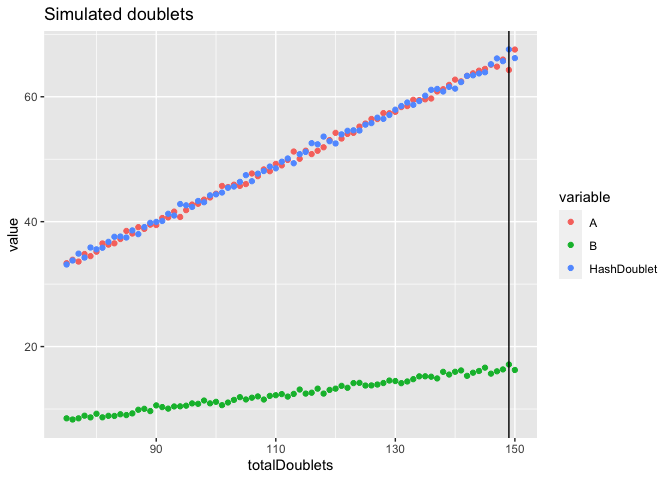 Simulated doublets
60
40
20
value
90
110
130
150
totalDoublets
variable
A
B
HashDoublet